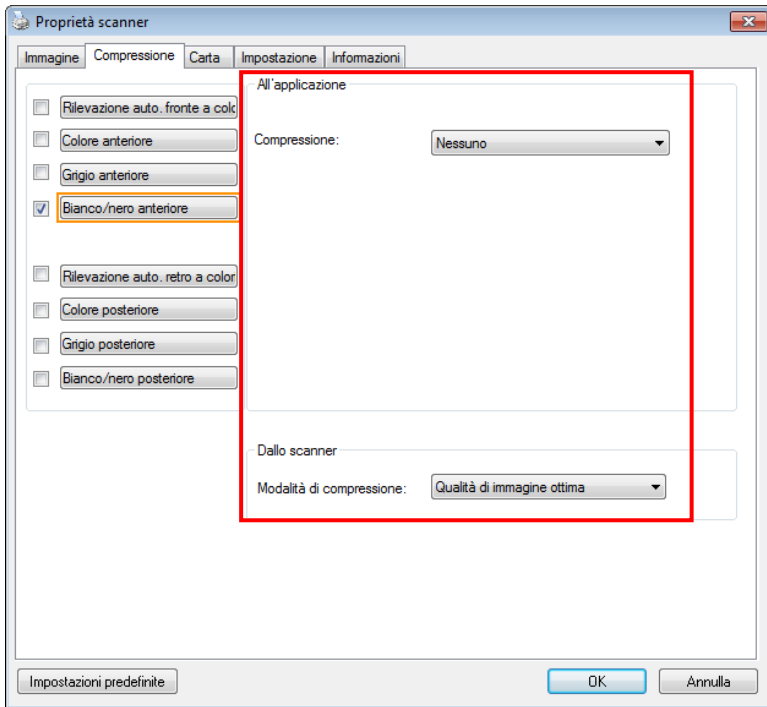 Proprietà scanner
Immagine Compressione Carta Impostazione Informazioni
All'applicazione
Rilevazione auto. fronte a colo
Colore anteriore
Compressione: Nessuno
Grigio anteriore
Bianco/nero anteriore
Rilevazione auto. retro a color
Colore posteriore
Grigio posteriore
Bianco/nero posteriore
Dallo scanner
Modalità di compressione: Qualità di immagine ottima
Impostazioni predefinite OK Annulla